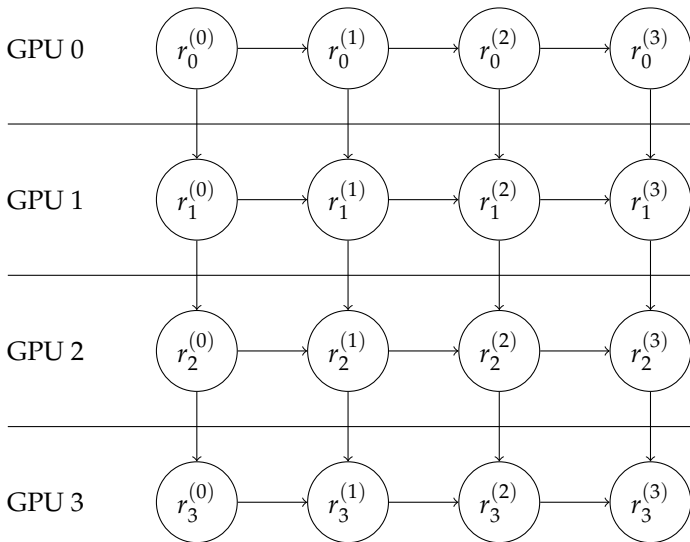 GPU 0 r_0^{(0)} r_0^{(1)} r_0^{(2)} r_0^{(3)}
GPU 1 r_1^{(0)} r_1^{(1)} r_1^{(2)} r_1^{(3)}
GPU 2 r_2^{(0)} r_2^{(1)} r_2^{(2)} r_2^{(3)}
GPU 3 r_3^{(0)} r_3^{(1)} r_3^{(2)} r_3^{(3)}